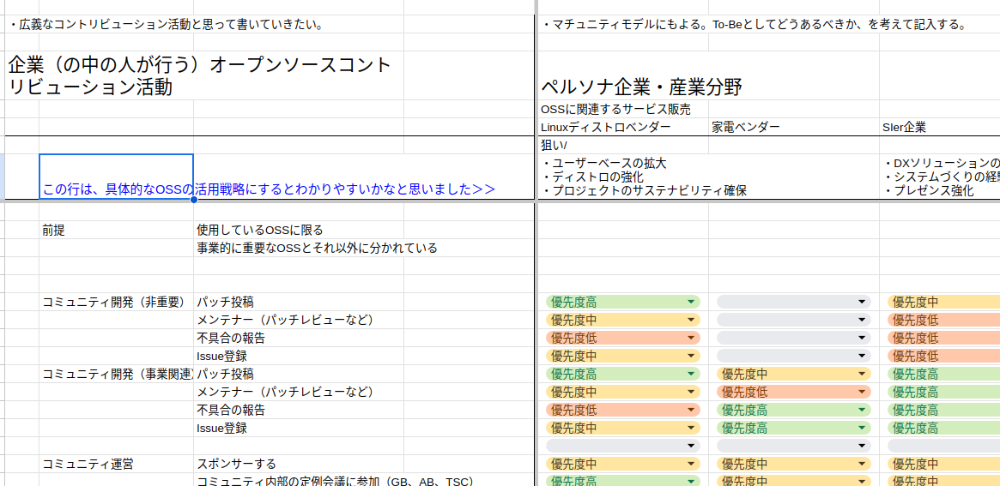 ・広義なコントリビューション活動と思って書いていきたい。
・マチュニティモデルにもよる。To-Beとしてどうあるべきか、を考えて記入する。
企業（の中の人が行う）オープンソースコント
リビューション活動
ペルソナ企業・産業分野
OSSに関連するサービス販売
Linuxディストロベンダー 家電ベンダー SIer企業
狙い/
・ユーザーベースの拡大 ・DXソリューションの
・ディストロの強化 ・システムづくりの経
・プロジェクトのサステナビリティ確保 ・プレゼンス強化
この行は、具体的なOSSの活用戦略にするとわかりやすいかなと思いました＞＞
前提 使用しているOSSに限る
事業的に重要なOSSとそれ以外に分かれている
コミュニティ開発（非重要） パッチ投稿 優先度高 優先度中
メンテナー（パッチレビューなど） 優先度中 優先度低
不具合の報告 優先度低 優先度低
Issue登録 優先度中 優先度低
コミュニティ開発（事業関連） パッチ投稿 優先度高 優先度中 優先度高
メンテナー（パッチレビューなど） 優先度中 優先度低 優先度高
不具合の報告 優先度低 優先度高 優先度高
Issue登録 優先度中 優先度高 優先度高
コミュニティ運営 スポンサーする 優先度中 優先度中 優先度中
コミュニティ内部の定例会議に参加（GB、AB、TSC） 優先度高 優先度中 優先度中